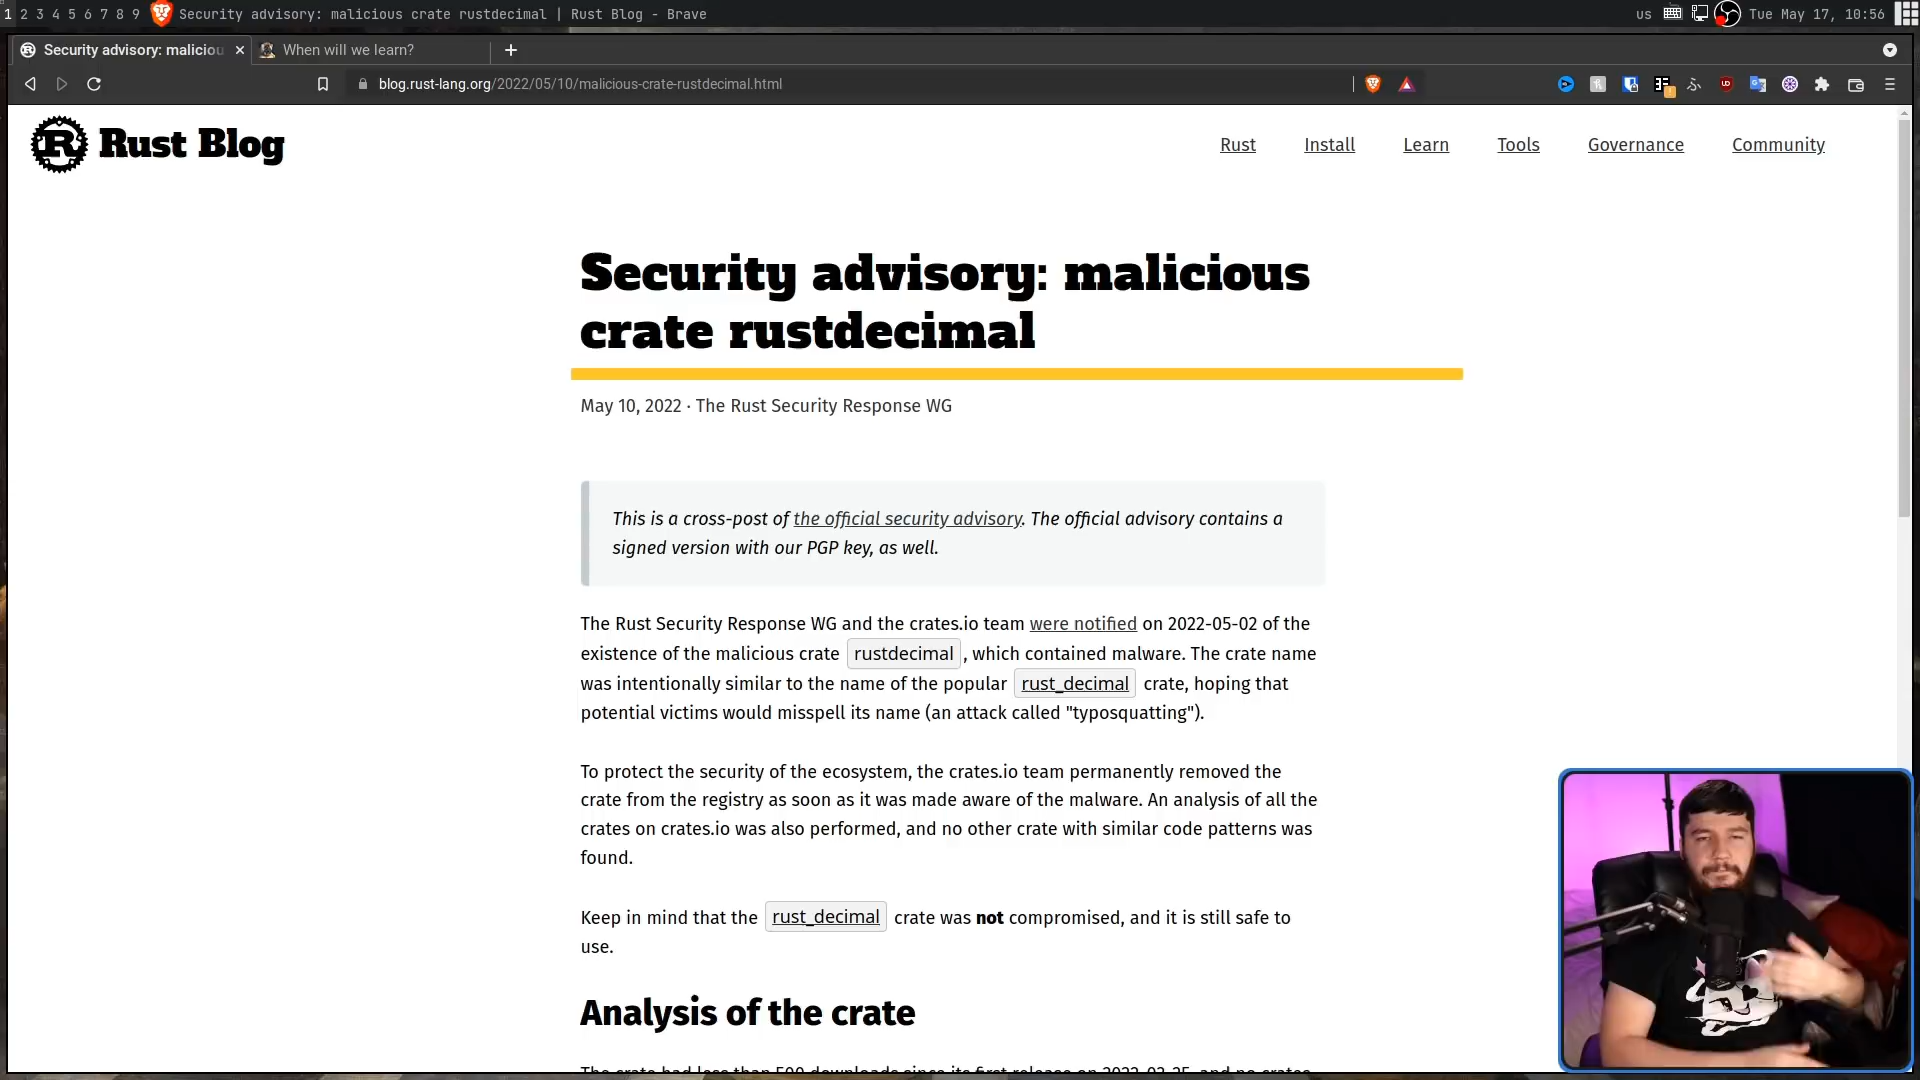 1 2 3 4 5 6 7 8 9 Security advisory: malicious crate rustdecimal | Rust Blog - Brave
us Tue May 17, 10:56
Security advisory: maliciou
When will we learn?
blog.rust-lang.org/2022/05/10/malicious-crate-rustdecimal.html
Rust Blog
Rust Install Learn Tools Governance Community
Security advisory: malicious
crate rustdecimal
May 10, 2022 · The Rust Security Response WG
This is a cross-post of the official security advisory. The official advisory contains a
signed version with our PGP key, as well.
The Rust Security Response WG and the crates.io team were notified on 2022-05-02 of the
existence of the malicious crate rustdecimal, which contained malware. The crate name
was intentionally similar to the name of the popular rust_decimal crate, hoping that
potential victims would misspell its name (an attack called "typosquatting").
To protect the security of the ecosystem, the crates.io team permanently removed the
crate from the registry as soon as it was made aware of the malware. An analysis of all the
crates on crates.io was also performed, and no other crate with similar code patterns was
found.
Keep in mind that the rust_decimal crate was not compromised, and it is still safe to
use.
Analysis of the crate
The crate had less than 500 downloads since its first release on 2022-03-25, and no crates